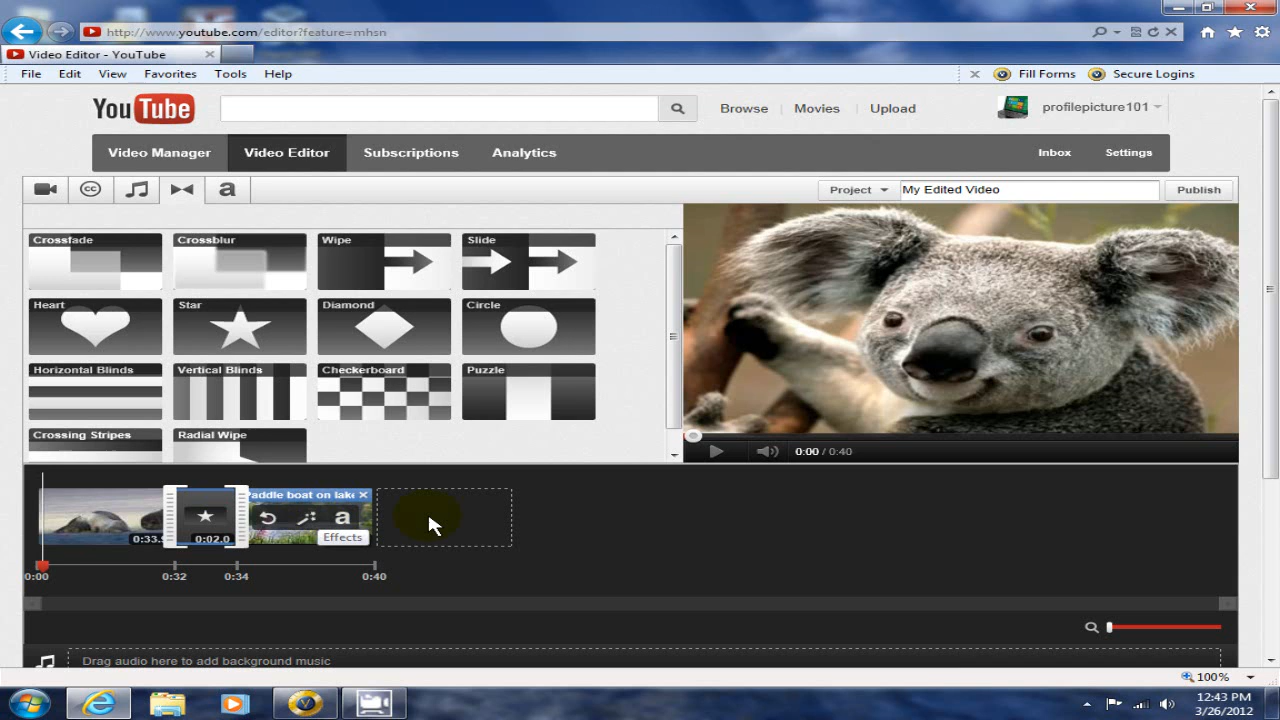 http://www.youtube.com/editor?feature=mhsn
Video Editor - YouTube
File Edit View Favorites Tools Help
Fill Forms Secure Logins
YouTube
Browse Movies Upload
profilepicture101
Video Manager Video Editor Subscriptions Analytics
Inbox Settings
CC a
Project My Edited Video Publish
Crossfade Crossblur Wipe Slide
Heart Star Diamond Circle
Horizontal Blinds Vertical Blinds Checkerboard Puzzle
Crossing Stripes Radial Wipe
0:00 / 0:40
addle boat on lake
a
0:33. 0:02.0 Effects
0:00 0:32 0:34 0:40
Drag audio here to add background music
100%
12:43 PM
3/26/2012